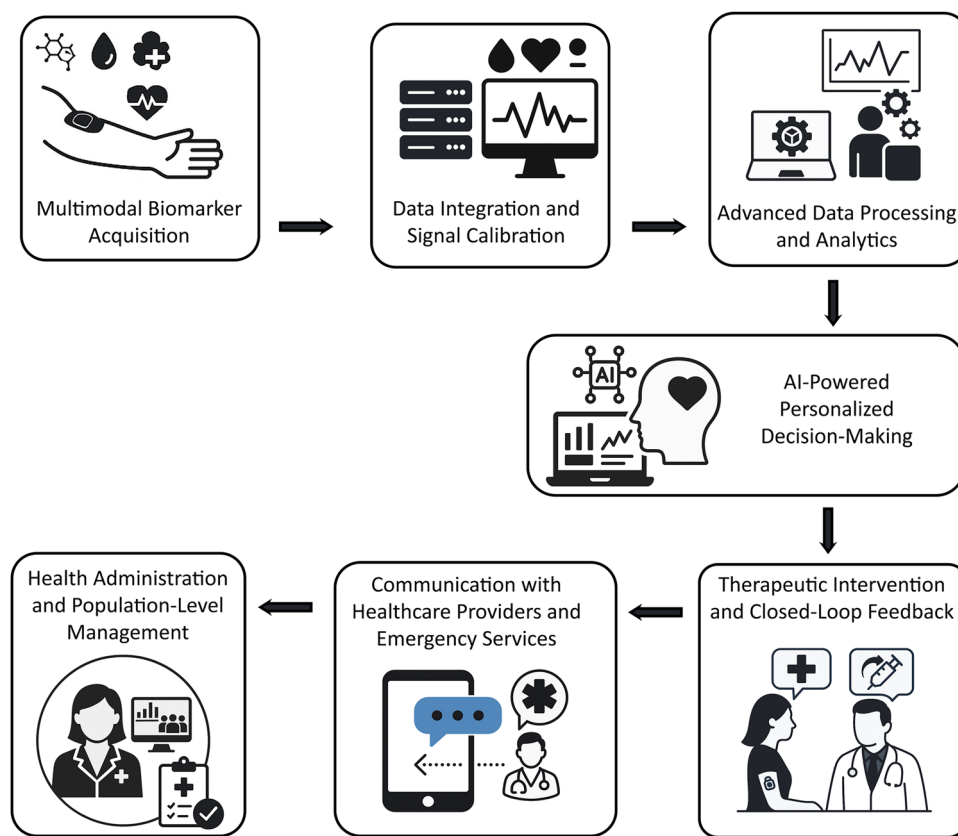 Multimodal Biomarker
Acquisition
Data Integration and
Signal Calibration
Advanced Data Processing
and Analytics
AI
AI-Powered
Personalized
Decision-Making
Therapeutic Intervention
and Closed-Loop Feedback
Communication with
Healthcare Providers and
Emergency Services
Health Administration
and Population-Level
Management